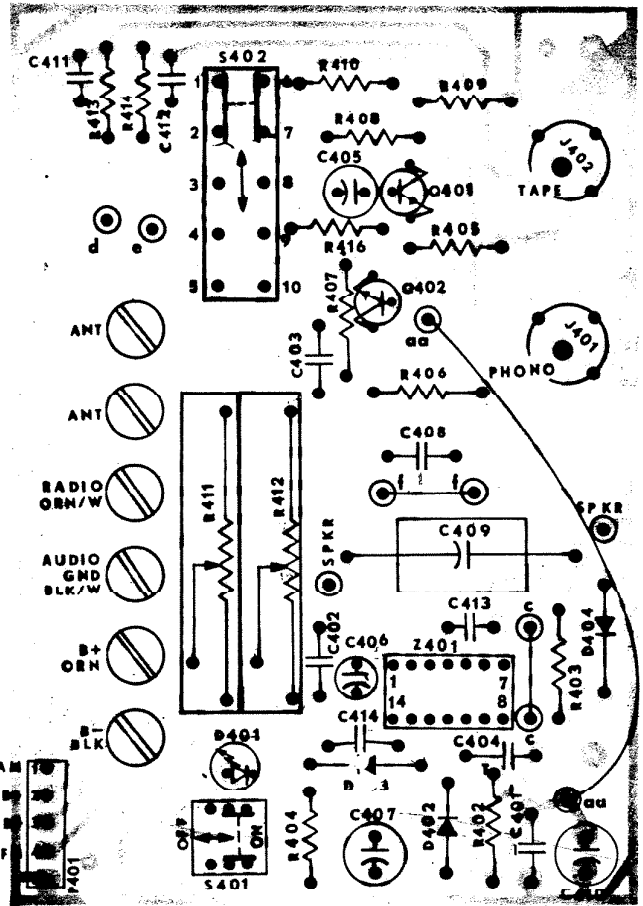 S402
C411
R413
R414
C412
1
6
2
7
3
8
4
9
5
10
R410
R409
R408
C405
Q401
R416
R405
J402
TAPE
d
e
R407
Q402
aa
J401
PHONO
C403
R406
ANT
ANT
RADIO
ORN/W
AUDIO
GND
BLK/W
B+
ORN
B-
BLK
R411
R412
C408
f
f
C409
SPKR
SPKR
C402
C406
C413
c
Z401
1
7
14
8
c
R403
D404
C414
C404
D401
OFF
ON
S401
R404
C407
D402
R402
C401
aa
P401